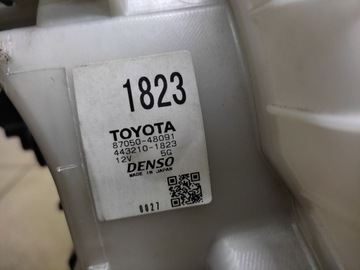 1823
TOYOTA
87050-48091
443210-1823
12V 5G
DENSO
MADE IN JAPAN
0027